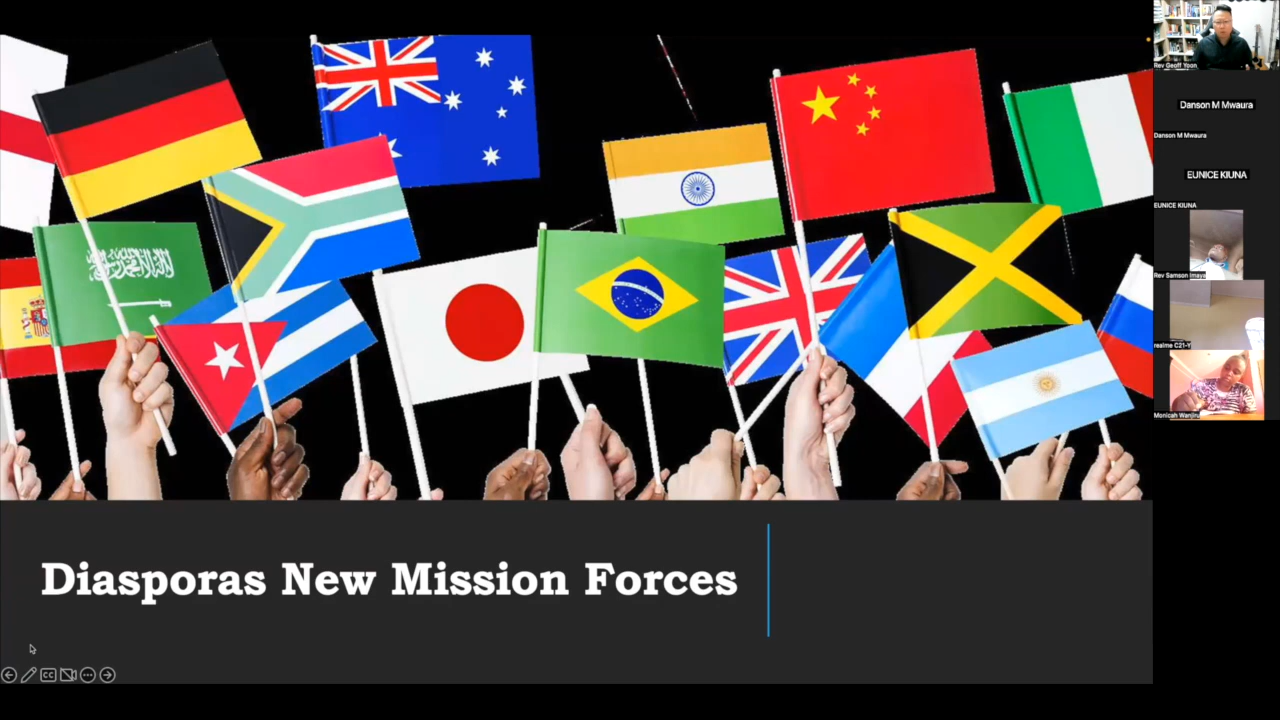 Diasporas New Mission Forces
CC
Rev Geoff Yoon
Danson M Mwaura
Danson M Mwaura
EUNICE KIUNA
EUNICE KIUNA
Rev Samson Imaya
realme C21-Y
Monicah Wanjiru